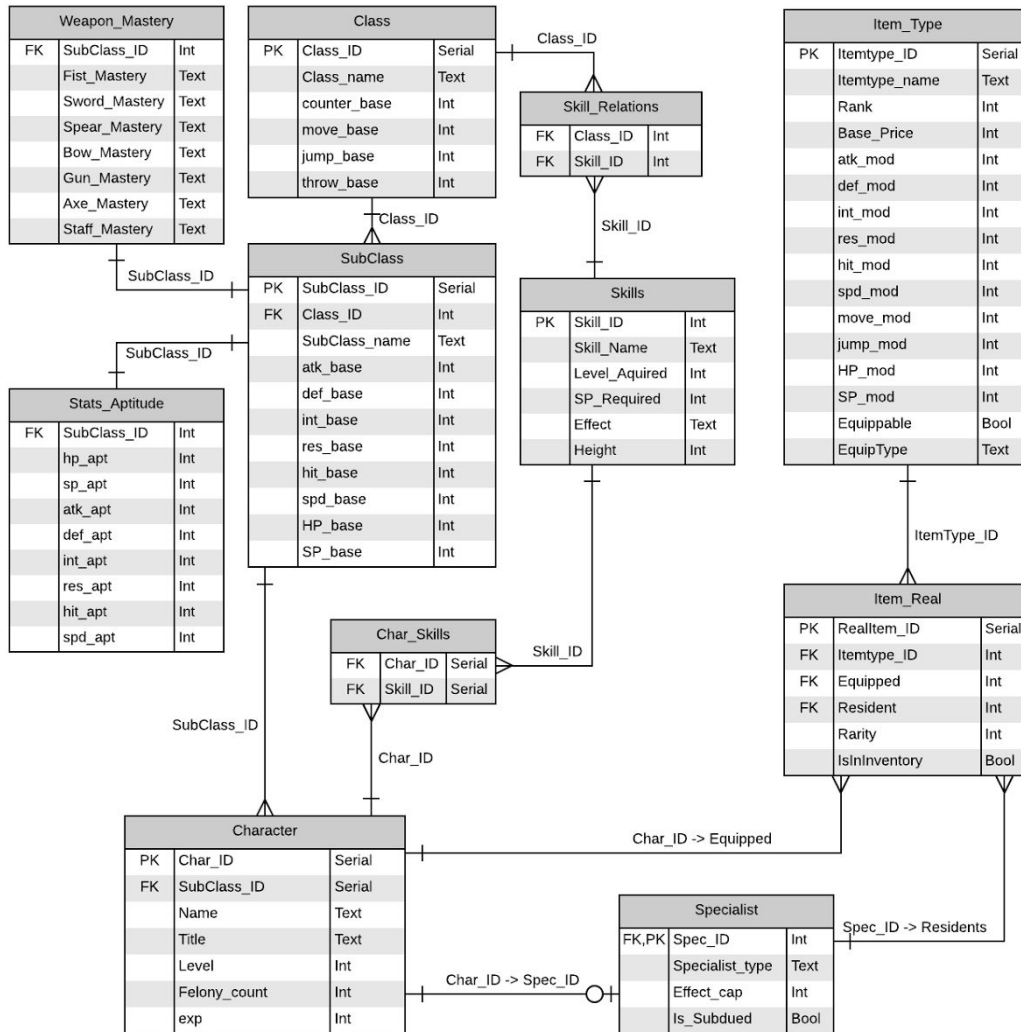 Weapon_Mastery
FK SubClass_ID Int
Fist_Mastery Text
Sword_Mastery Text
Spear_Mastery Text
Bow_Mastery Text
Gun_Mastery Text
Axe_Mastery Text
Staff_Mastery Text
SubClass_ID
Class
PK Class_ID Serial
Class_name Text
counter_base Int
move_base Int
jump_base Int
throw_base Int
Class_ID
Class_ID
Skill_Relations
FK Class_ID Int
FK Skill_ID Int
Skill_ID
SubClass
PK SubClass_ID Serial
FK Class_ID Int
SubClass_name Text
atk_base Int
def_base Int
int_base Int
res_base Int
hit_base Int
spd_base Int
HP_base Int
SP_base Int
SubClass_ID
Stats_Aptitude
FK SubClass_ID Int
hp_apt Int
sp_apt Int
atk_apt Int
def_apt Int
int_apt Int
res_apt Int
hit_apt Int
spd_apt Int
Skills
PK Skill_ID Int
Skill_Name Text
Level_Aquired Int
SP_Required Int
Effect Text
Height Int
Item_Type
PK Itemtype_ID Serial
Itemtype_name Text
Rank Int
Base_Price Int
atk_mod Int
def_mod Int
int_mod Int
res_mod Int
hit_mod Int
spd_mod Int
move_mod Int
jump_mod Int
HP_mod Int
SP_mod Int
Equippable Bool
EquipType Text
ItemType_ID
Item_Real
PK RealItem_ID Serial
FK Itemtype_ID Int
FK Equipped Int
FK Resident Int
Rarity Int
IsInInventory Bool
Char_Skills
FK Char_ID Serial
FK Skill_ID Serial
Skill_ID
SubClass_ID
Char_ID
Character
PK Char_ID Serial
FK SubClass_ID Serial
Name Text
Title Text
Level Int
Felony_count Int
exp Int
Char_ID -> Equipped
Char_ID -> Spec_ID
Specialist
FK,PK Spec_ID Int
Specialist_type Text
Effect_cap Int
Is_Subdued Bool
Spec_ID -> Residents